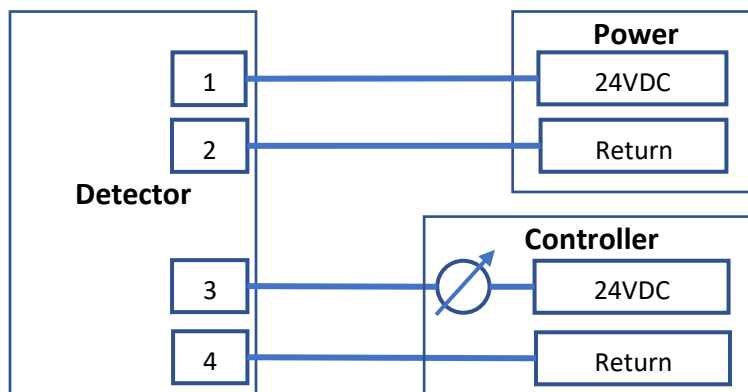 Power
1
24VDC
2
Return
Detector
Controller
3
24VDC
4
Return